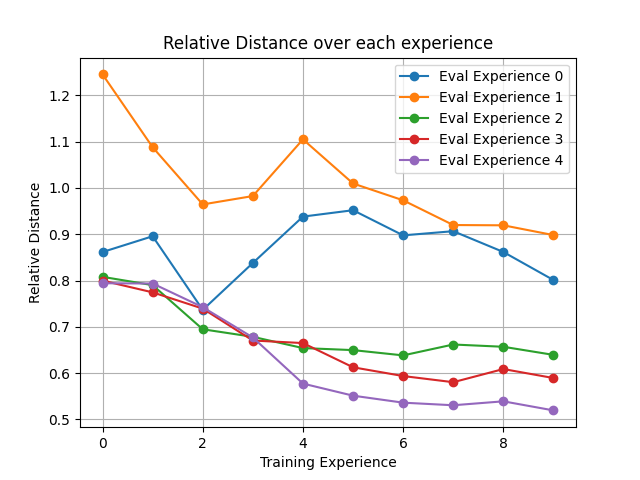 Relative Distance over each experience
Eval Experience 0
Eval Experience 1
Eval Experience 2
Eval Experience 3
Eval Experience 4
Relative Distance
1.2
1.1
1.0
0.9
0.8
0.7
0.6
0.5
0 2 4 6 8
Training Experience